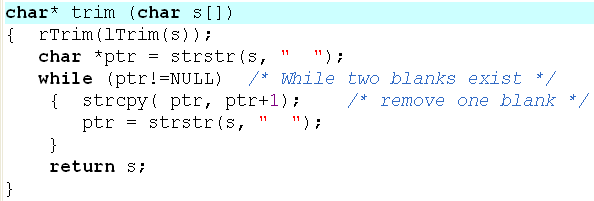 char* trim (char s[])
{  rTrim(lTrim(s));
   char *ptr = strstr(s, "  ");
   while (ptr!=NULL)  /* While two blanks exist */
    {  strcpy( ptr, ptr+1);    /* remove one blank */
       ptr = strstr(s, "  ");
    }
    return s;
}